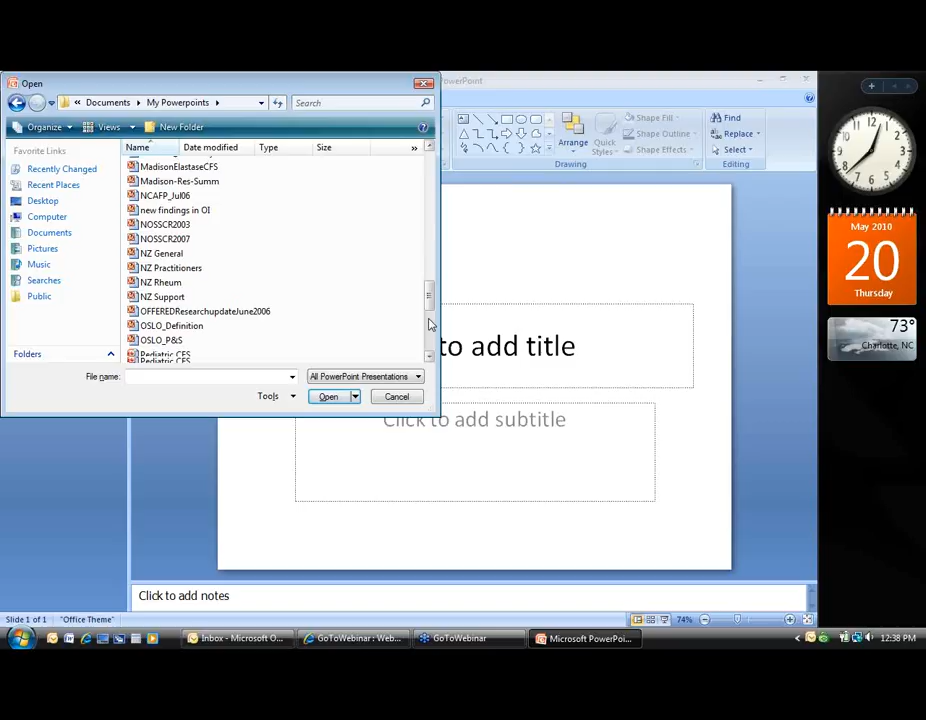 Open
PowerPoint
« Documents My Powerpoints
Search
Organize Views New Folder
Favorite Links
Recently Changed
Recent Places
Desktop
Computer
Documents
Pictures
Music
Searches
Public
Folders
Name Date modified Type Size »
MadisonElastaseCFS
Madison-Res-Summ
NCAFP_Jul06
new findings in OI
NOSSCR2003
NOSSCR2007
NZ General
NZ Practitioners
NZ Rheum
NZ Support
OFFEREDResearchupdateJune2006
OSLO_Definition
OSLO_P&S
Pediatric CFS
File name:
All PowerPoint Presentations
Tools Open Cancel
Arrange
Quick Styles
Shape Fill
Shape Outline
Shape Effects
Drawing
Find
Replace
Select
Editing
to add title
Click to add subtitle
Click to add notes
Slide 1 of 1 "Office Theme" 74%
Inbox - Microsoft O...
GoToWebinar : Web...
GoToWebinar
Microsoft PowerPoi...
12:38 PM
May 2010
20
Thursday
73°
Charlotte, NC